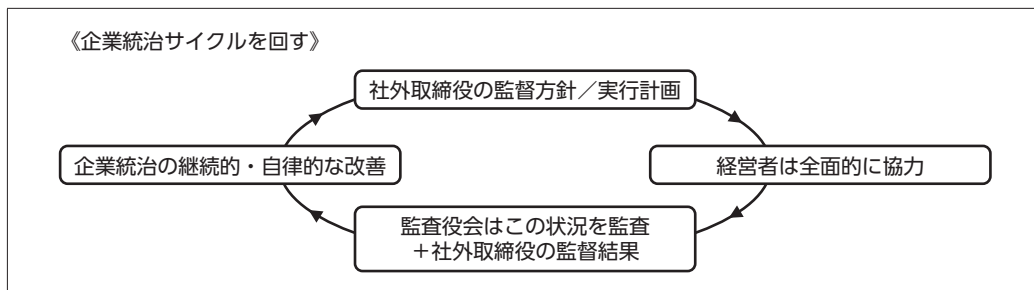 《企業統治サイクルを回す》
社外取締役の監督方針／実行計画
企業統治の継続的・自律的な改善
経営者は全面的に協力
監査役会はこの状況を監査
＋社外取締役の監督結果